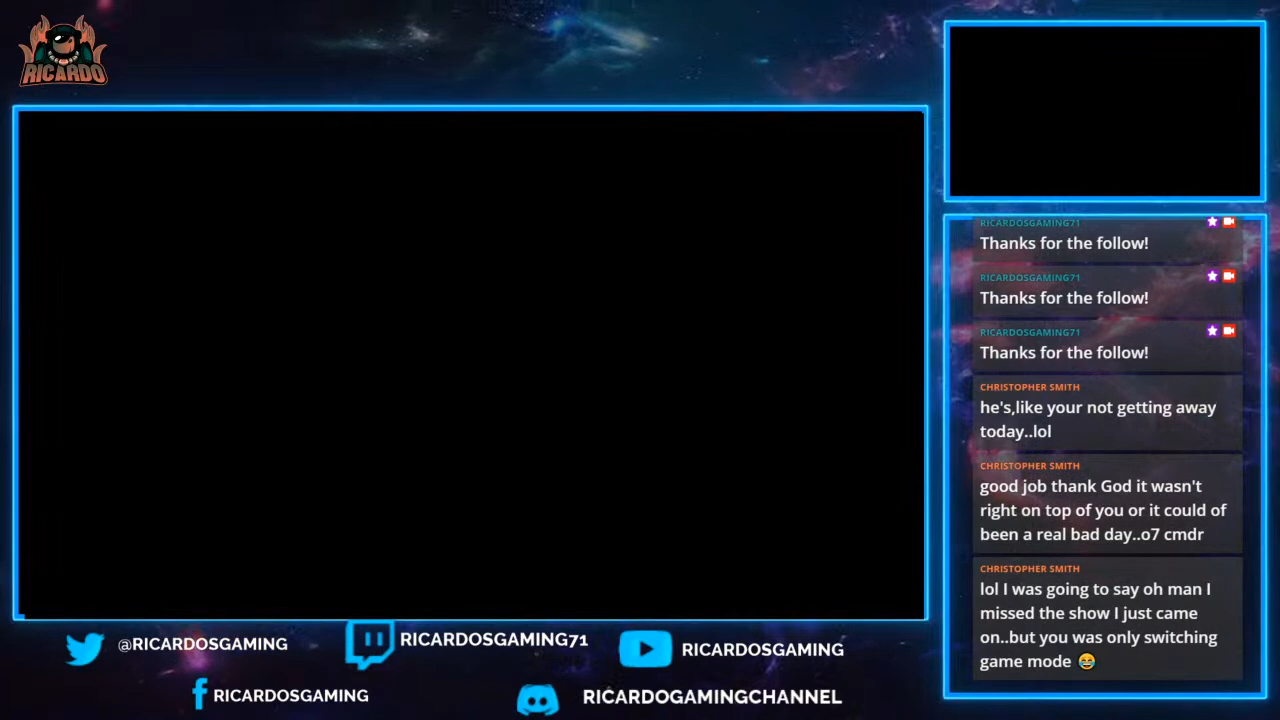 RICARDO
RICARDOSGAMING71
Thanks for the follow!
RICARDOSGAMING71
Thanks for the follow!
RICARDOSGAMING71
Thanks for the follow!
CHRISTOPHER SMITH
he's,like your not getting away
today..lol
CHRISTOPHER SMITH
good job thank God it wasn't
right on top of you or it could of
been a real bad day..o7 cmdr
CHRISTOPHER SMITH
lol I was going to say oh man I
missed the show I just came
on..but you was only switching
game mode 😂
@RICARDOSGAMING
RICARDOSGAMING71
RICARDOSGAMING
RICARDOSGAMING
RICARDOGAMINGCHANNEL